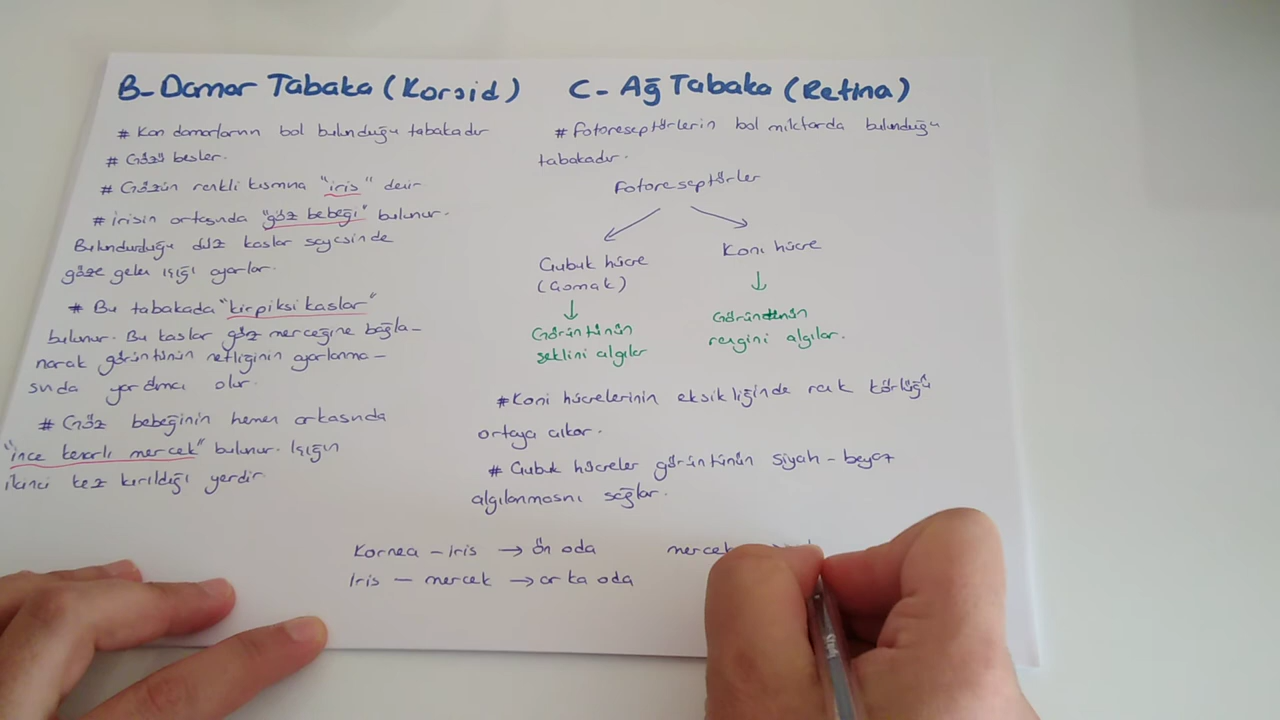 B- Damar Tabaka (Koroid)
# Kan damarlarının bol bulunduğu tabakadır
# Gözü besler.
# Gözün renkli kısmına "iris" denir
# İrisin ortasında "göz bebeği" bulunur.
Bulundurduğu düz kaslar sayesinde
göze gelen ışığı ayarlar.
# Bu tabakada "kirpiksi kaslar"
bulunur. Bu kaslar göz merceğine bağla-
narak görüntünün netliğinin ayarlanma-
sında yardımcı olur.
# Göz bebeğinin hemen arkasında
"ince kenarlı mercek" bulunur. Işığın
ikinci kez kırıldığı yerdir.
C- Ağ Tabaka (Retina)
# Fotoreseptörlerin bol miktarda bulunduğu
tabakadır.
Fotoreseptörler
Çubuk hücre
(Çomak)
Görüntünün
şeklini algılar
Koni hücre
Görüntünün
rengini algılar.
# Koni hücrelerinin eksikliğinde renk körlüğü
ortaya çıkar.
# Çubuk hücreler görüntünün siyah-beyaz
algılanmasını sağlar.
Kornea - iris → ön oda
Iris - mercek → arka oda
mercek